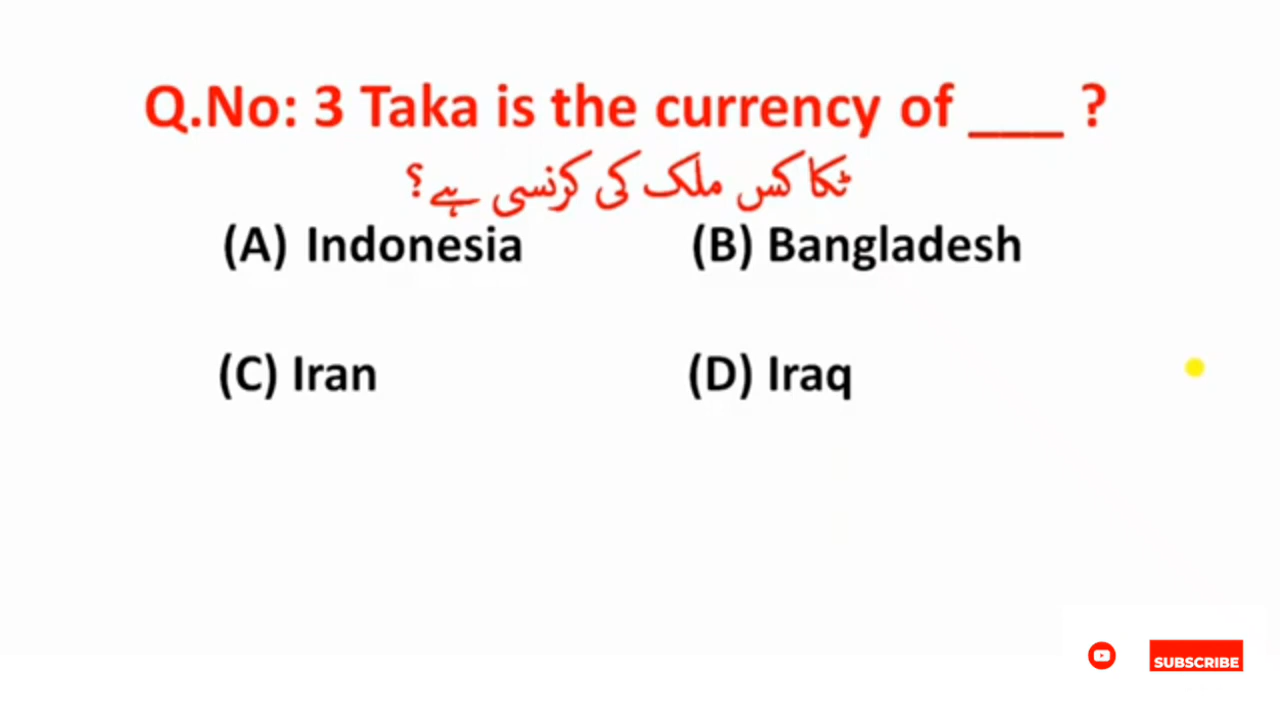 Q.No: 3 Taka is the currency of ___ ?
ٹکا کس ملک کی کرنسی ہے؟
(A) Indonesia (B) Bangladesh
(C) Iran (D) Iraq
SUBSCRIBE